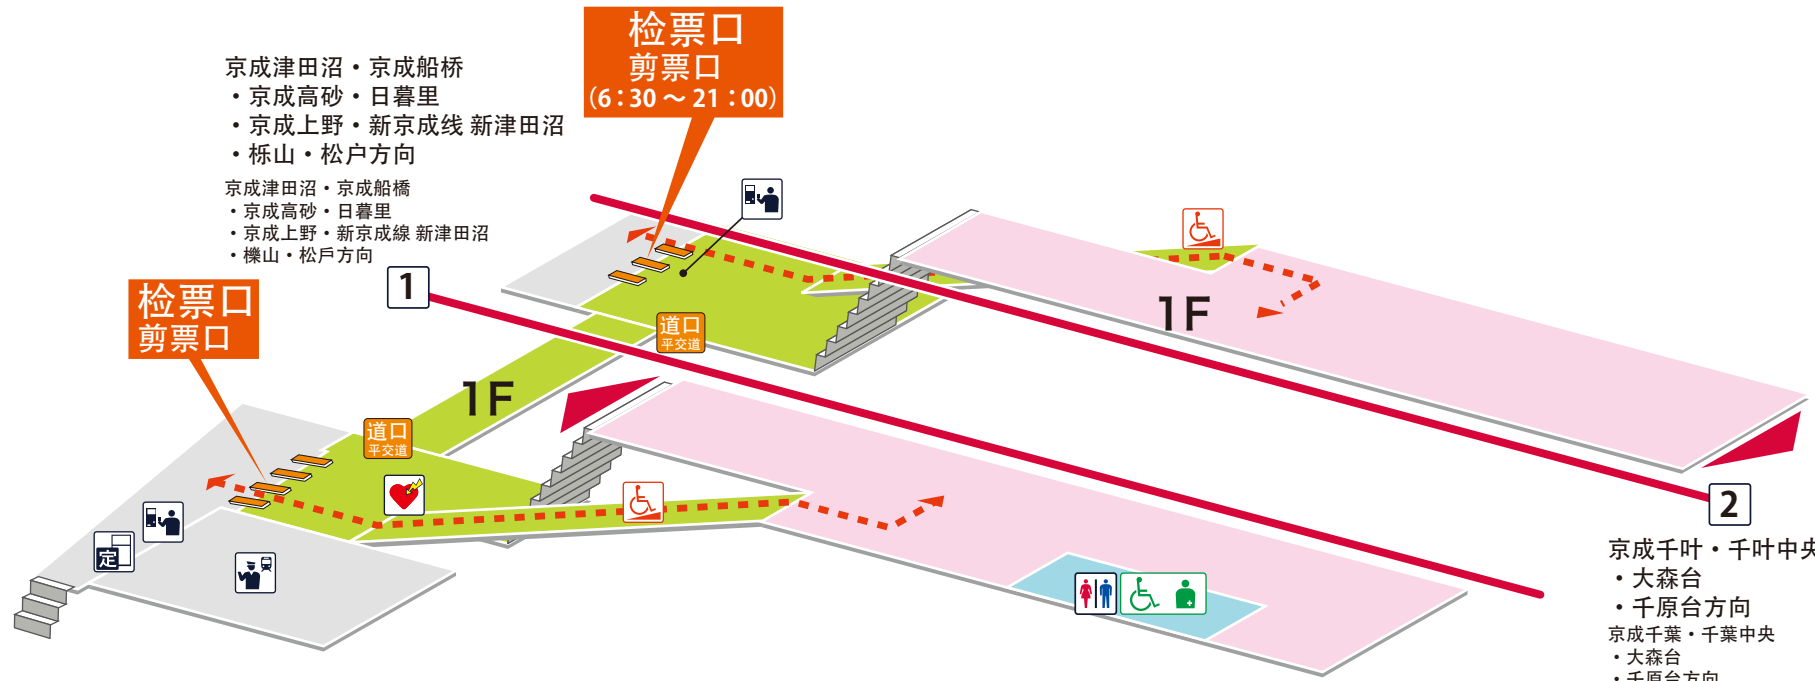 检票口
剪票口
(6:30～21:00)
京成津田沼・京成船桥
・京成高砂・日暮里
・京成上野・新京成线 新津田沼
・栎山・松户方向
京成津田沼・京成船橋
・京成高砂・日暮里
・京成上野・新京成線 新津田沼
・櫟山・松戶方向
1
检票口
剪票口
道口
平交道
1F
1F
道口
平交道
定
2
京成千叶・千叶中央
・大森台
・千原台方向
京成千葉・千葉中央
・大森台
・千原台方向